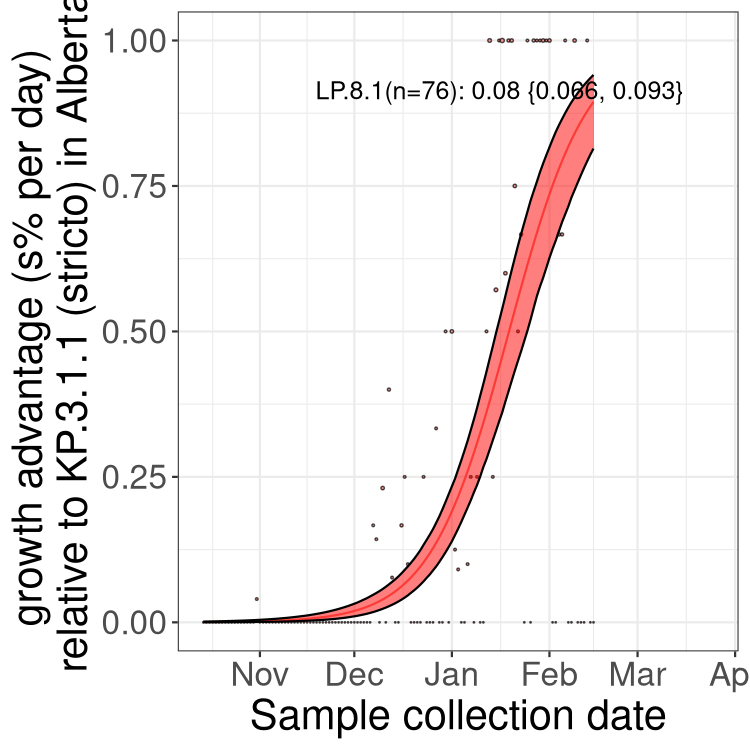 growth advantage (s% per day)
relative to KP.3.1.1 (stricto) in Alberta
1.00
0.75
0.50
0.25
0.00
LP.8.1(n=76): 0.08 {0.066, 0.093}
Nov Dec Jan Feb Mar Ap
Sample collection date